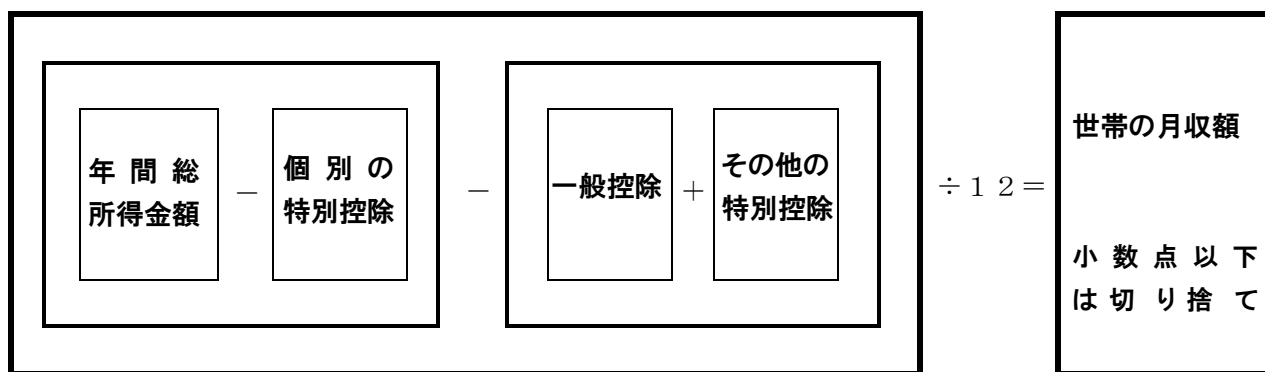 年間総
所得金額
－
個別の
特別控除
－
一般控除
＋
その他の
特別控除
÷１２＝
世帯の月収額
小数点以下
は切り捨て